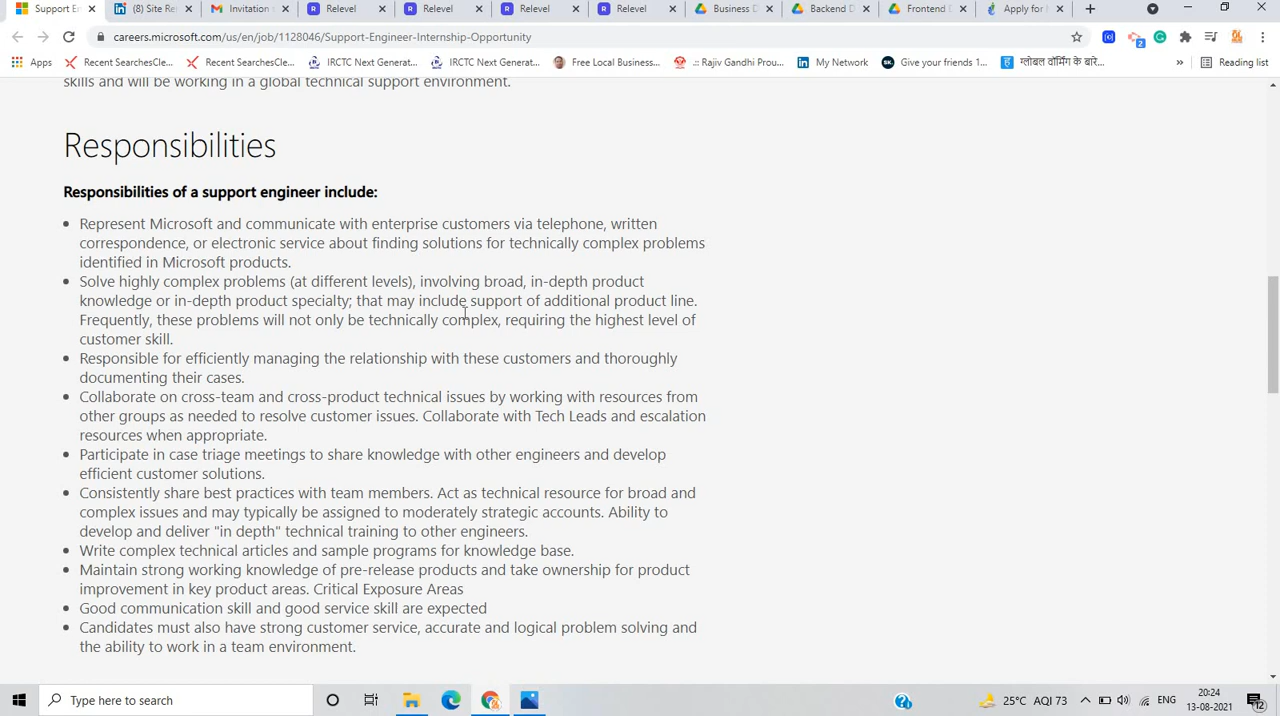 Support En
(8) Site Re
Invitation
Relevel
Relevel
Relevel
Relevel
Business D
Backend D
Frontend
Apply for
careers.microsoft.com/us/en/job/1128046/Support-Engineer-Internship-Opportunity
2
Apps
Recent SearchesCle...
Recent SearchesCle...
IRCTC Next Generat...
IRCTC Next Generat...
Free Local Business...
.:: Rajiv Gandhi Prou...
My Network
Give your friends 1...
ग्लोबल वॉर्मिंग के बारे...
»
Reading list
skills and will be working in a global technical support environment.
Responsibilities
Responsibilities of a support engineer include:
• Represent Microsoft and communicate with enterprise customers via telephone, written
correspondence, or electronic service about finding solutions for technically complex problems
identified in Microsoft products.
• Solve highly complex problems (at different levels), involving broad, in-depth product
knowledge or in-depth product specialty; that may include support of additional product line.
Frequently, these problems will not only be technically complex, requiring the highest level of
customer skill.
• Responsible for efficiently managing the relationship with these customers and thoroughly
documenting their cases.
• Collaborate on cross-team and cross-product technical issues by working with resources from
other groups as needed to resolve customer issues. Collaborate with Tech Leads and escalation
resources when appropriate.
• Participate in case triage meetings to share knowledge with other engineers and develop
efficient customer solutions.
• Consistently share best practices with team members. Act as technical resource for broad and
complex issues and may typically be assigned to moderately strategic accounts. Ability to
develop and deliver "in depth" technical training to other engineers.
• Write complex technical articles and sample programs for knowledge base.
• Maintain strong working knowledge of pre-release products and take ownership for product
improvement in key product areas. Critical Exposure Areas
• Good communication skill and good service skill are expected
• Candidates must also have strong customer service, accurate and logical problem solving and
the ability to work in a team environment.
Type here to search
25°C AQI 73
ENG
20:24
13-08-2021
12